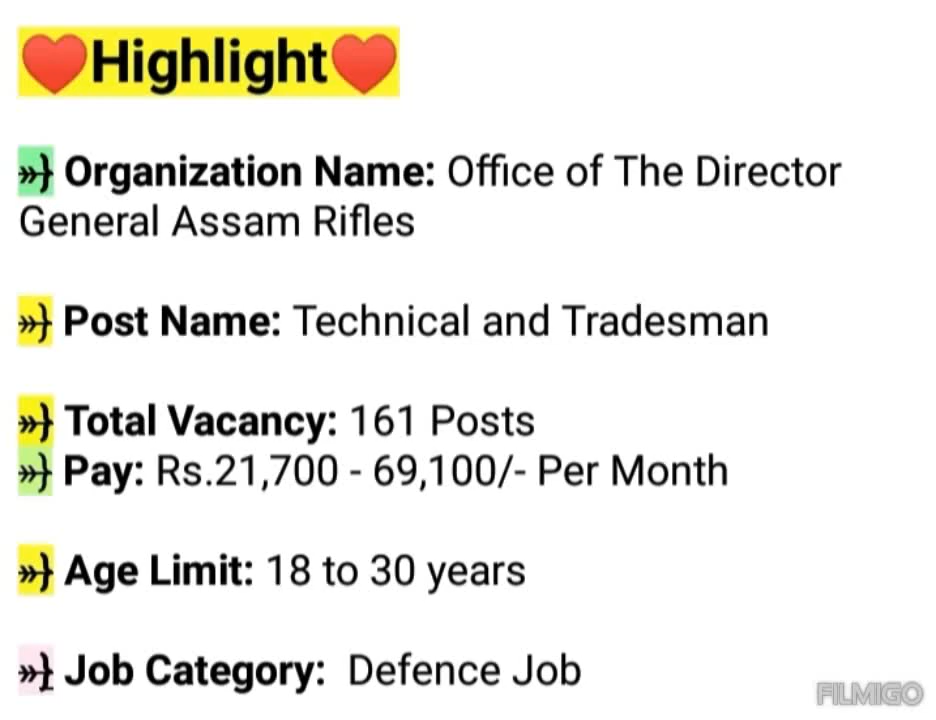 ❤️Highlight❤️
»} Organization Name: Office of The Director
General Assam Rifles
»} Post Name: Technical and Tradesman
»} Total Vacancy: 161 Posts
»} Pay: Rs.21,700 - 69,100/- Per Month
»} Age Limit: 18 to 30 years
»} Job Category: Defence Job
FILMIGO